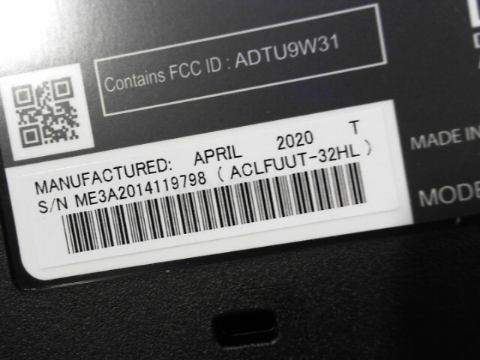 Contains FCC ID : ADTU9W31
MANUFACTURED: APRIL 2020 T
S/N ME3A2014119798 ( ACLFUUT-32HL )
MADE IN
MODE